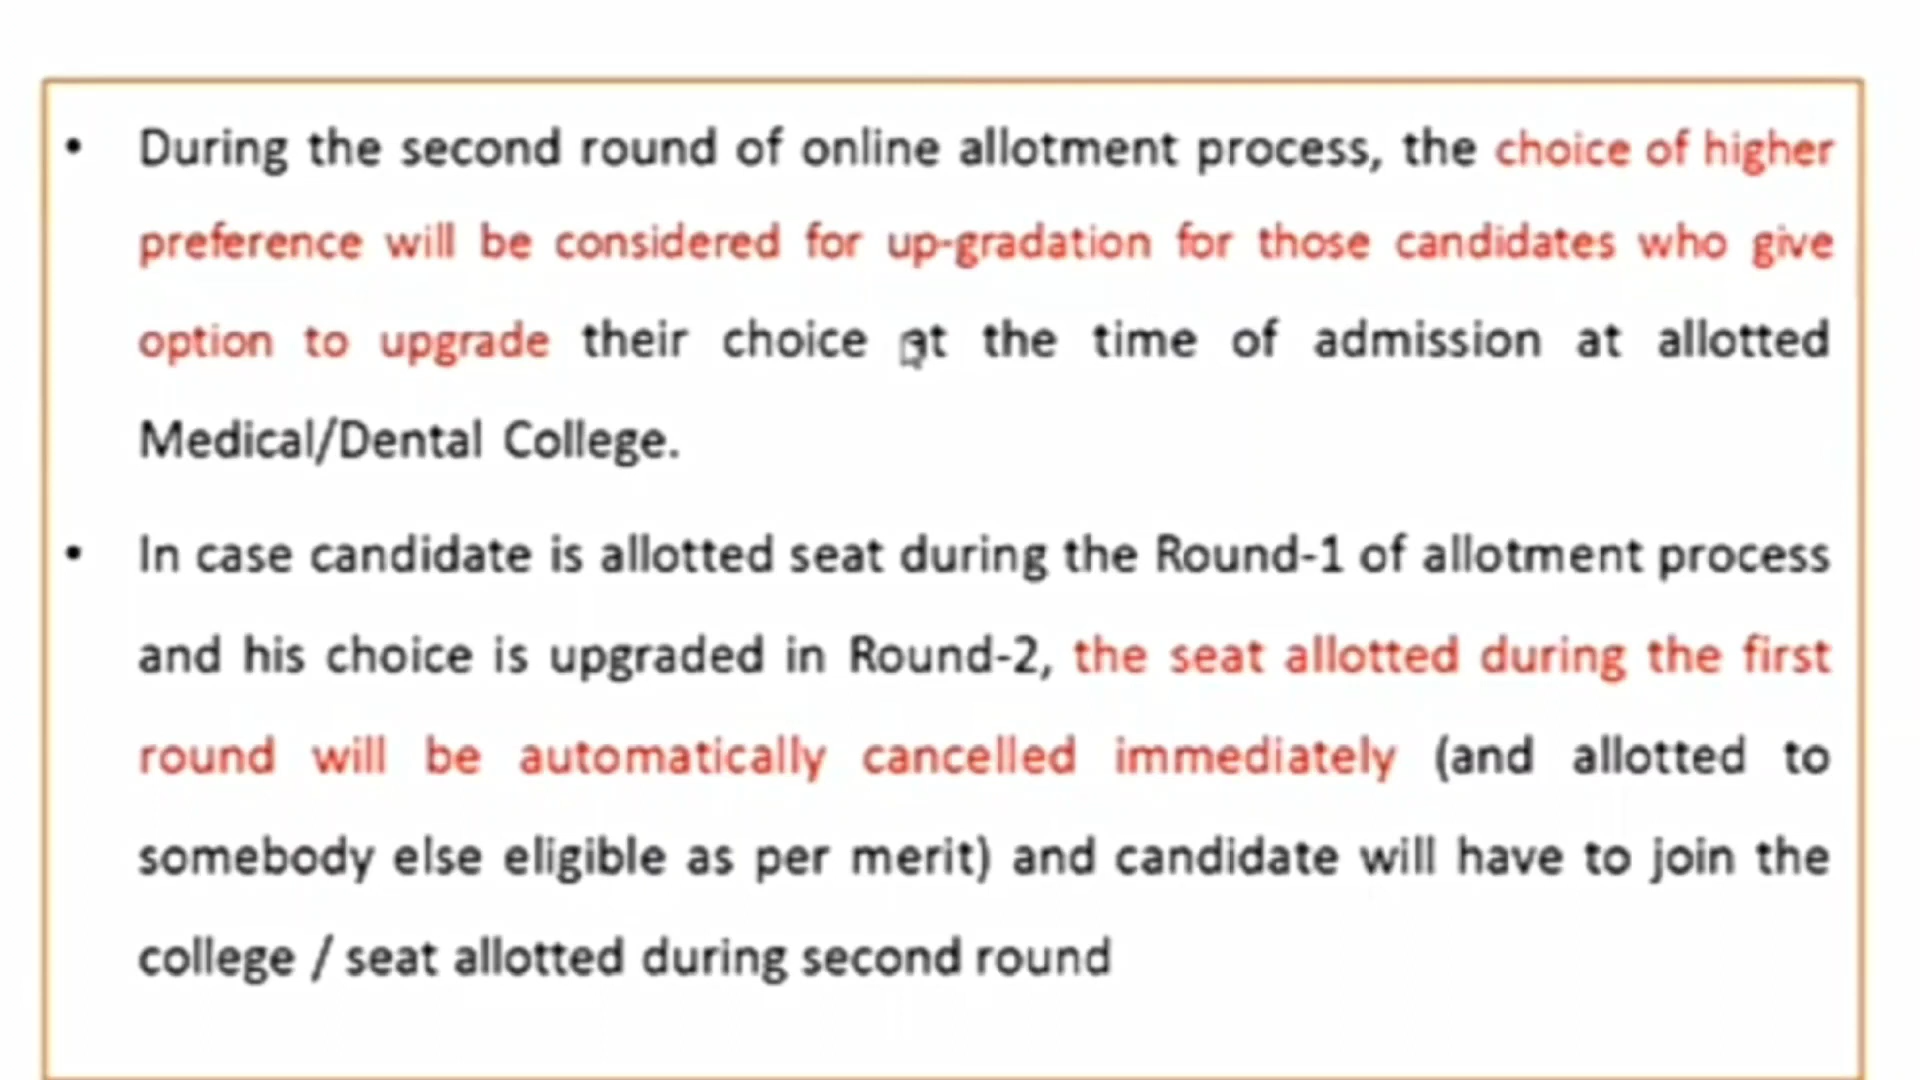 • During the second round of online allotment process, the choice of higher
preference will be considered for up-gradation for those candidates who give
option to upgrade their choice at the time of admission at allotted
Medical/Dental College.
• In case candidate is allotted seat during the Round-1 of allotment process
and his choice is upgraded in Round-2, the seat allotted during the first
round will be automatically cancelled immediately (and allotted to
somebody else eligible as per merit) and candidate will have to join the
college / seat allotted during second round